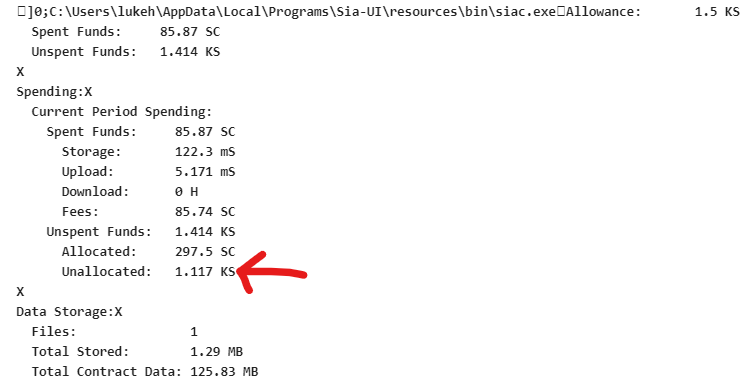 ]0;C:\Users\lukeh\AppData\Local\Programs\Sia-UI\resources\bin\siac.exe Allowance: 1.5 KS
Spent Funds: 85.87 SC
Unspent Funds: 1.414 KS
X
Spending:X
Current Period Spending:
Spent Funds: 85.87 SC
Storage: 122.3 mS
Upload: 5.171 mS
Download: 0 H
Fees: 85.74 SC
Unspent Funds: 1.414 KS
Allocated: 297.5 SC
Unallocated: 1.117 KS
X
Data Storage:X
Files: 1
Total Stored: 1.29 MB
Total Contract Data: 125.83 MB